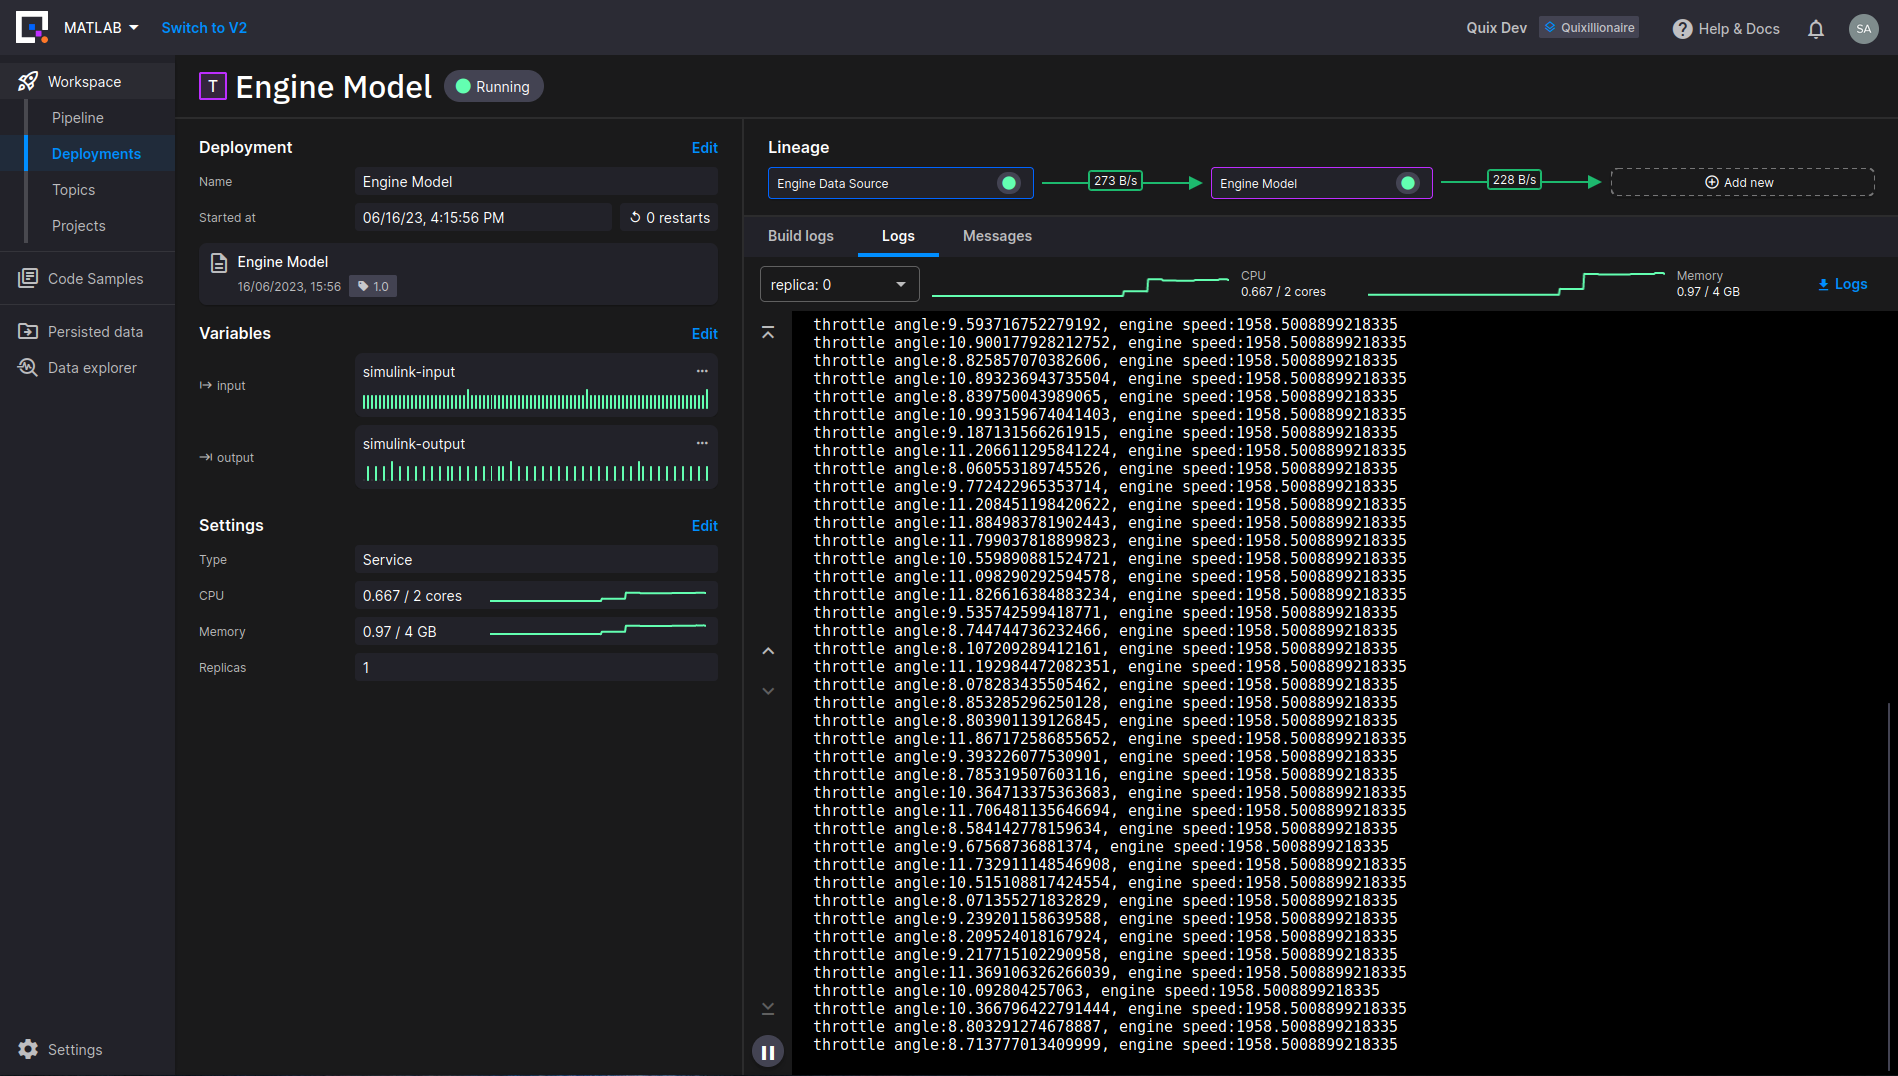 MATLAB
Switch to V2
Quix Dev
Quixillionaire
Help & Docs
SA
Workspace
Pipeline
Deployments
Topics
Projects
Code Samples
Persisted data
Data explorer
Settings
T
Engine Model
Running
Deployment
Edit
Name
Engine Model
Started at
06/16/23, 4:15:56 PM
0 restarts
Engine Model
16/06/2023, 15:56
1.0
Variables
Edit
input
simulink-input
output
simulink-output
Settings
Edit
Type
Service
CPU
0.667 / 2 cores
Memory
0.97 / 4 GB
Replicas
1
Lineage
Engine Data Source
273 B/s
Engine Model
228 B/s
Add new
Build logs
Logs
Messages
replica: 0
CPU
0.667 / 2 cores
Memory
0.97 / 4 GB
Logs
throttle angle:9.593716752279192, engine speed:1958.5008899218335
throttle angle:10.900177928212752, engine speed:1958.5008899218335
throttle angle:8.825857070382606, engine speed:1958.5008899218335
throttle angle:10.893236943735504, engine speed:1958.5008899218335
throttle angle:8.839750043989065, engine speed:1958.5008899218335
throttle angle:10.993159674041403, engine speed:1958.5008899218335
throttle angle:9.187131566261915, engine speed:1958.5008899218335
throttle angle:11.206611295841224, engine speed:1958.5008899218335
throttle angle:8.060553189745526, engine speed:1958.5008899218335
throttle angle:9.772422965353714, engine speed:1958.5008899218335
throttle angle:11.208451198420622, engine speed:1958.5008899218335
throttle angle:11.884983781902443, engine speed:1958.5008899218335
throttle angle:11.799037818899823, engine speed:1958.5008899218335
throttle angle:10.559890881524721, engine speed:1958.5008899218335
throttle angle:11.098290292594578, engine speed:1958.5008899218335
throttle angle:11.826616384883234, engine speed:1958.5008899218335
throttle angle:9.535742599418771, engine speed:1958.5008899218335
throttle angle:8.744744736232466, engine speed:1958.5008899218335
throttle angle:8.107209289412161, engine speed:1958.5008899218335
throttle angle:11.192984472082351, engine speed:1958.5008899218335
throttle angle:8.078283435505462, engine speed:1958.5008899218335
throttle angle:8.853285296250128, engine speed:1958.5008899218335
throttle angle:8.803901139126845, engine speed:1958.5008899218335
throttle angle:11.867172586855652, engine speed:1958.5008899218335
throttle angle:9.393226077530901, engine speed:1958.5008899218335
throttle angle:8.785319507603116, engine speed:1958.5008899218335
throttle angle:10.364713375363683, engine speed:1958.5008899218335
throttle angle:11.706481135646694, engine speed:1958.5008899218335
throttle angle:8.584142778159634, engine speed:1958.5008899218335
throttle angle:9.67568736881374, engine speed:1958.5008899218335
throttle angle:11.732911148546908, engine speed:1958.5008899218335
throttle angle:10.515108817424554, engine speed:1958.5008899218335
throttle angle:8.071355271832829, engine speed:1958.5008899218335
throttle angle:9.239201158639588, engine speed:1958.5008899218335
throttle angle:8.209524018167924, engine speed:1958.5008899218335
throttle angle:9.217715102290958, engine speed:1958.5008899218335
throttle angle:11.369106326266039, engine speed:1958.5008899218335
throttle angle:10.092804257063, engine speed:1958.5008899218335
throttle angle:10.366796422791444, engine speed:1958.5008899218335
throttle angle:8.803291274678887, engine speed:1958.5008899218335
throttle angle:8.713777013409999, engine speed:1958.5008899218335